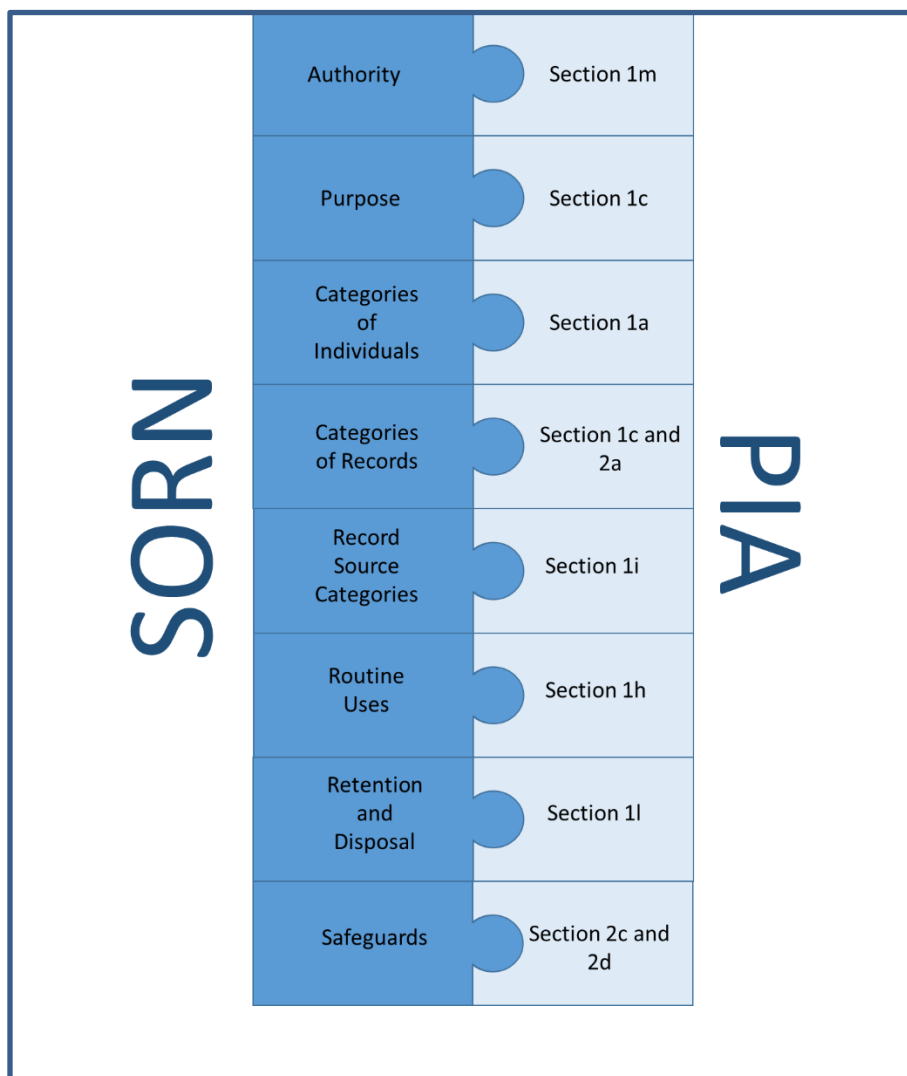 SORN
PIA
Authority
Section 1m
Purpose
Section 1c
Categories
of
Individuals
Section 1a
Categories
of Records
Section 1c and
2a
Record
Source
Categories
Section 1i
Routine
Uses
Section 1h
Retention
and
Disposal
Section 1l
Safeguards
Section 2c and
2d